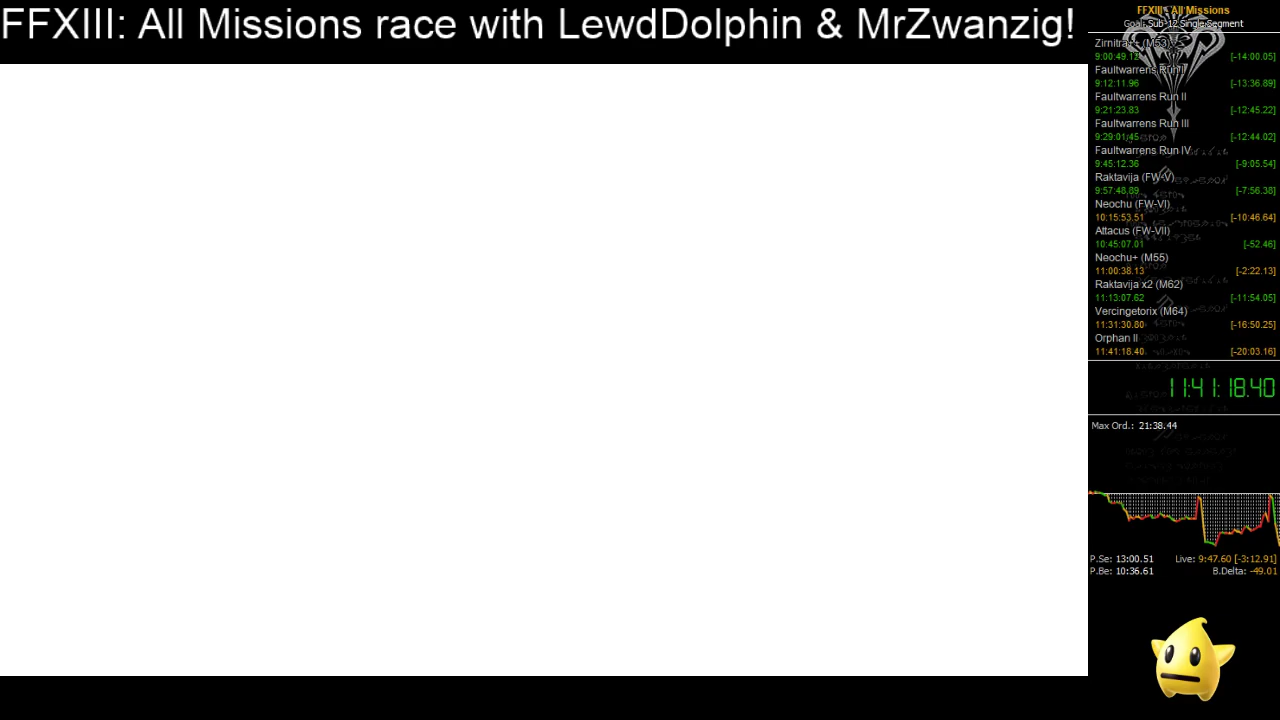 FFXIII: All Missions race with LewdDolphin & MrZwanzig!
FFXIII: All Missions
Goal: Sub-12 Single Segment
Zirnitra++ (M53)
9:00:49.12 [-14:00.05]
Faultwarrens Run I
9:12:11.96 [-13:36.89]
Faultwarrens Run II
9:21:23.83 [-12:45.22]
Faultwarrens Run III
9:29:01.45 [-12:44.02]
Faultwarrens Run IV
9:45:12.36 [-9:05.54]
Raktavija (FW-V)
9:57:48.89 [-7:56.38]
Neochu (FW-VI)
10:15:53.51 [-10:46.64]
Attacus (FW-VII)
10:45:07.01 [-52.46]
Neochu+ (M55)
11:00:38.13 [-2:22.13]
Raktavija x2 (M62)
11:13:07.62 [-11:54.05]
Vercingetorix (M64)
11:31:30.80 [-16:50.25]
Orphan II
11:41:18.40 [-20:03.16]
11:41:18.40
Max Ord.: 21:38.44
P.Se: 13:00.51 Live: 9:47.60 [-3:12.91]
P.Be: 10:36.61 B.Delta: -49.01